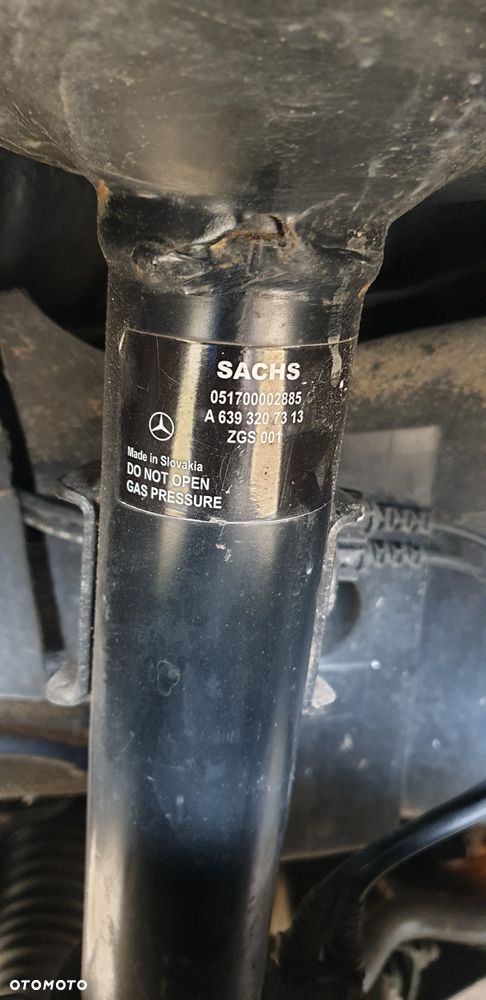 SACHS
051700002885
A 639 320 73 13
ZGS 001
Made in Slovakia
DO NOT OPEN
GAS PRESSURE
OTOMOTO